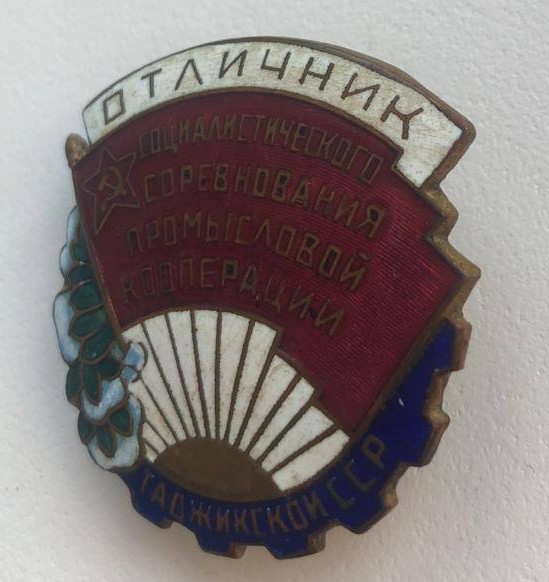 ОТЛИЧНИК
СОЦИАЛИСТИЧЕСКОГО
СОРЕВНОВАНИЯ
ПРОМЫСЛОВОЙ
КООПЕРАЦИИ
ТАДЖИКСКОЙ ССР